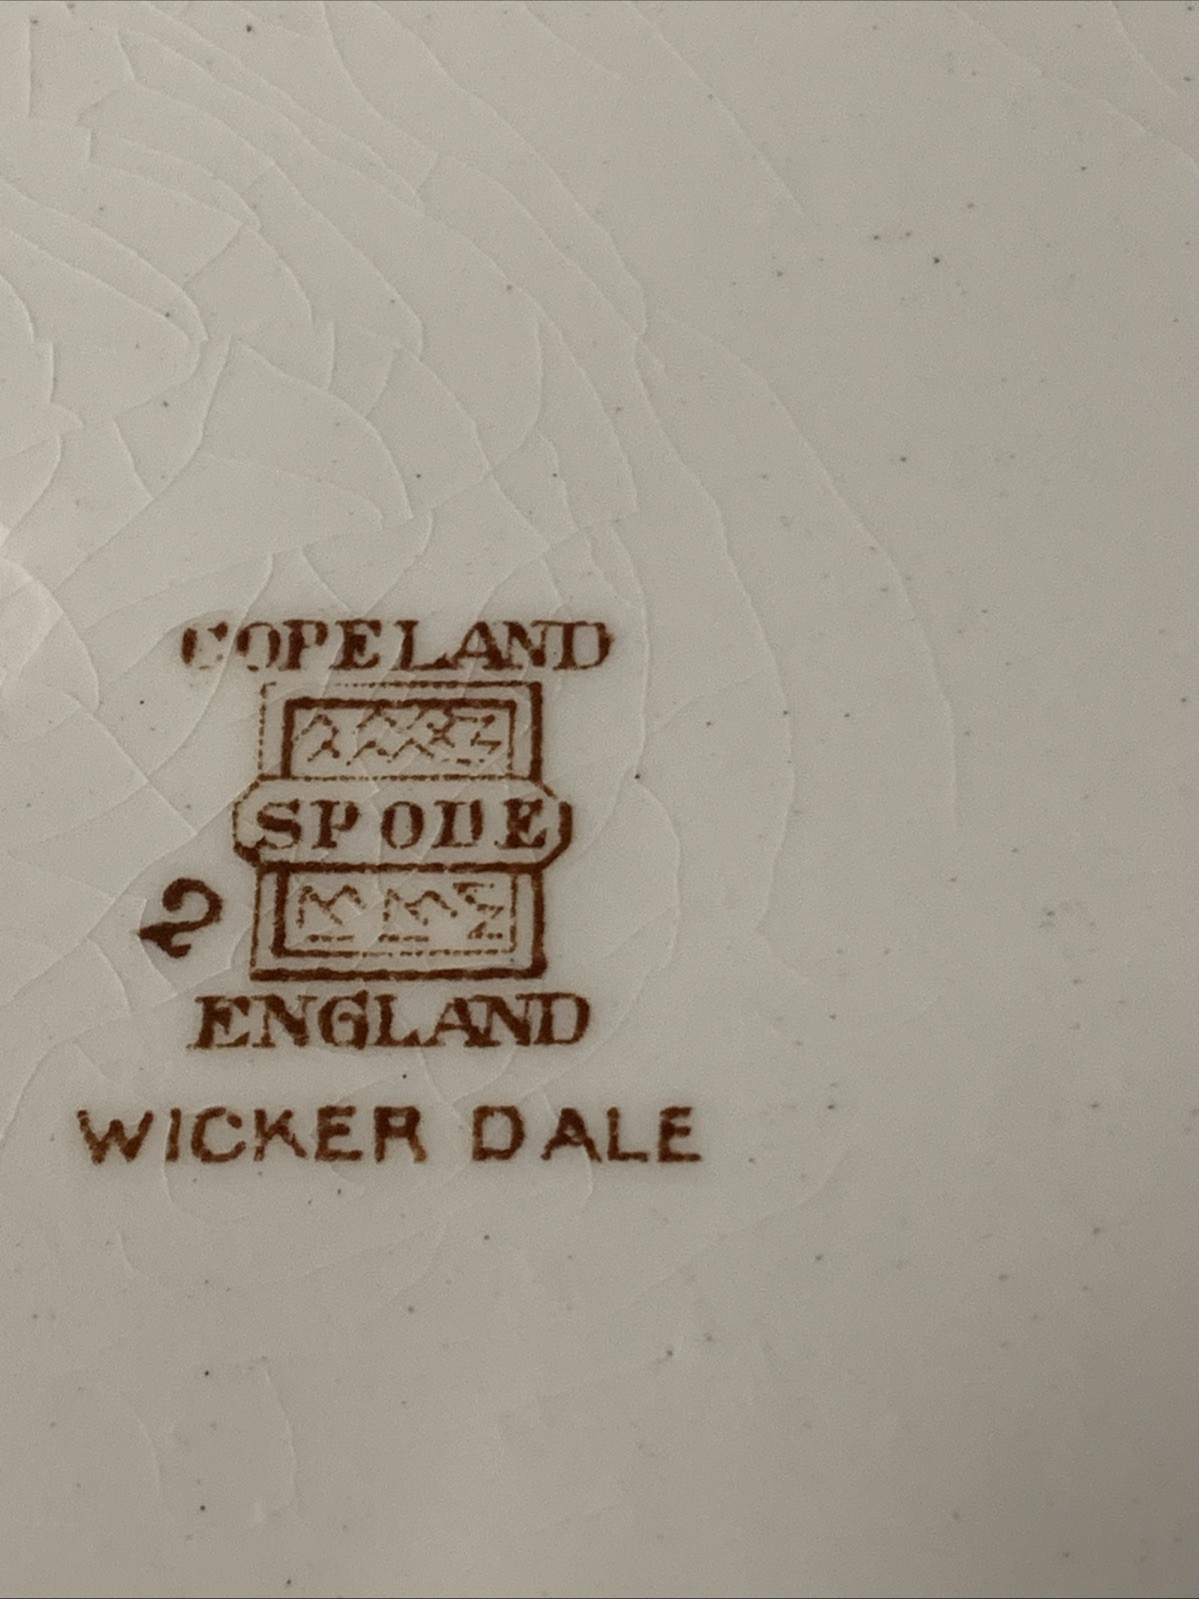 COPELAND
SPODE
2
ENGLAND
WICKER DALE